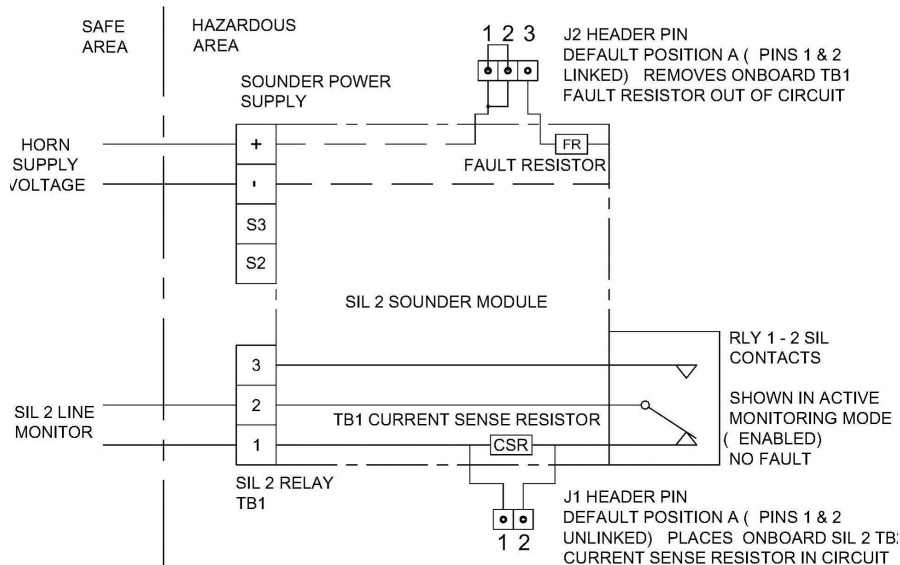 SAFE
AREA
HAZARDOUS
AREA
1 2 3
J2 HEADER PIN
DEFAULT POSITION A ( PINS 1 & 2
LINKED) REMOVES ONBOARD TB1
FAULT RESISTOR OUT OF CIRCUIT
SOUNDER POWER
SUPPLY
HORN
SUPPLY
VOLTAGE
+
-
S3
S2
FR
FAULT RESISTOR
SIL 2 SOUNDER MODULE
RLY 1 - 2 SIL
CONTACTS
3
2
1
SIL 2 LINE
MONITOR
TB1 CURRENT SENSE RESISTOR
CSR
SHOWN IN ACTIVE
MONITORING MODE
( ENABLED)
NO FAULT
SIL 2 RELAY
TB1
1 2
J1 HEADER PIN
DEFAULT POSITION A ( PINS 1 & 2
UNLINKED) PLACES ONBOARD SIL 2 TB2
CURRENT SENSE RESISTOR IN CIRCUIT